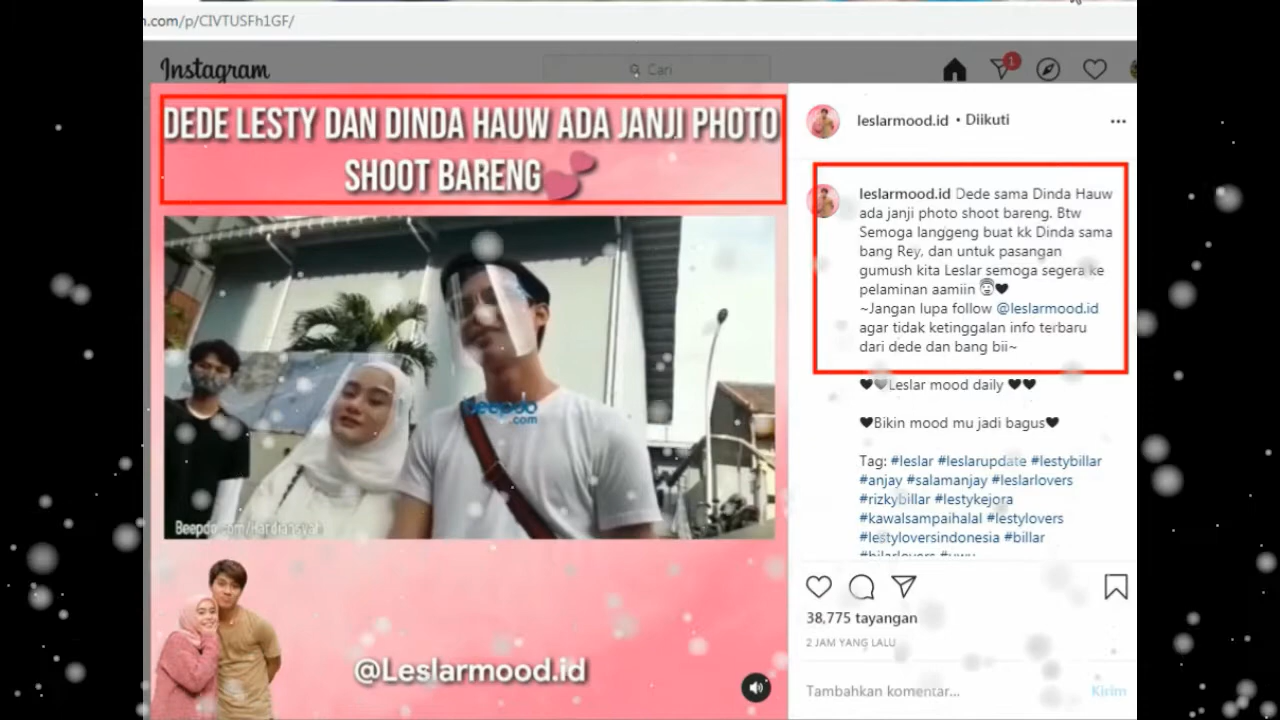 n.com/p/CIVTUSFh1GF/
Instagram
Cari
1
DEDE LESTY DAN DINDA HAUW ADA JANJI PHOTO
SHOOT BARENG
Beepdo
.com
Beepdo.com/Hardiansyah
@Leslarmood.id
leslarmood.id • Diikuti
leslarmood.id Dede sama Dinda Hauw
ada janji photo shoot bareng. Btw
Semoga langgeng buat kk Dinda sama
bang Rey, dan untuk pasangan
gumush kita Leslar semoga segera ke
pelaminan aamiin
~Jangan lupa follow @leslarmood.id
agar tidak ketinggalan info terbaru
dari dede dan bang bii~
Leslar mood daily
Bikin mood mu jadi bagus
Tag: #leslar #leslarupdate #lestybillar
#anjay #salamanjay #leslarlovers
#rizkybillar #lestykejora
#kawalsampaihalal #lestylovers
#lestyloversindonesia #billar
#bilarlovers #uwu
38,775 tayangan
2 JAM YANG LALU
Tambahkan komentar...
Kirim